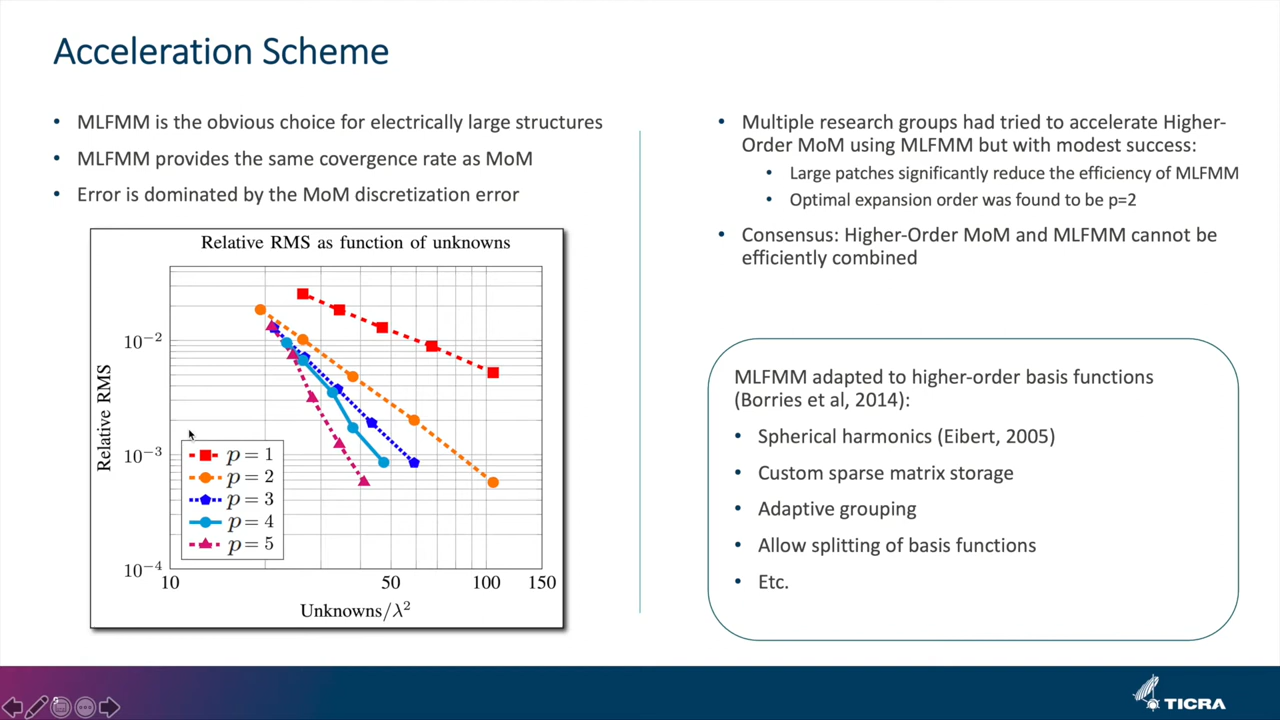 Acceleration Scheme
• MLFMM is the obvious choice for electrically large structures
• MLFMM provides the same covergence rate as MoM
• Error is dominated by the MoM discretization error
Relative RMS as function of unknowns
Relative RMS
10⁻²
10⁻³
10⁻⁴
p = 1
p = 2
p = 3
p = 4
p = 5
10
50
100
150
Unknowns/λ²
• Multiple research groups had tried to accelerate Higher-
Order MoM using MLFMM but with modest success:
• Large patches significantly reduce the efficiency of MLFMM
• Optimal expansion order was found to be p=2
• Consensus: Higher-Order MoM and MLFMM cannot be
efficiently combined
MLFMM adapted to higher-order basis functions
(Borries et al, 2014):
• Spherical harmonics (Eibert, 2005)
• Custom sparse matrix storage
• Adaptive grouping
• Allow splitting of basis functions
• Etc.
9
TICRA